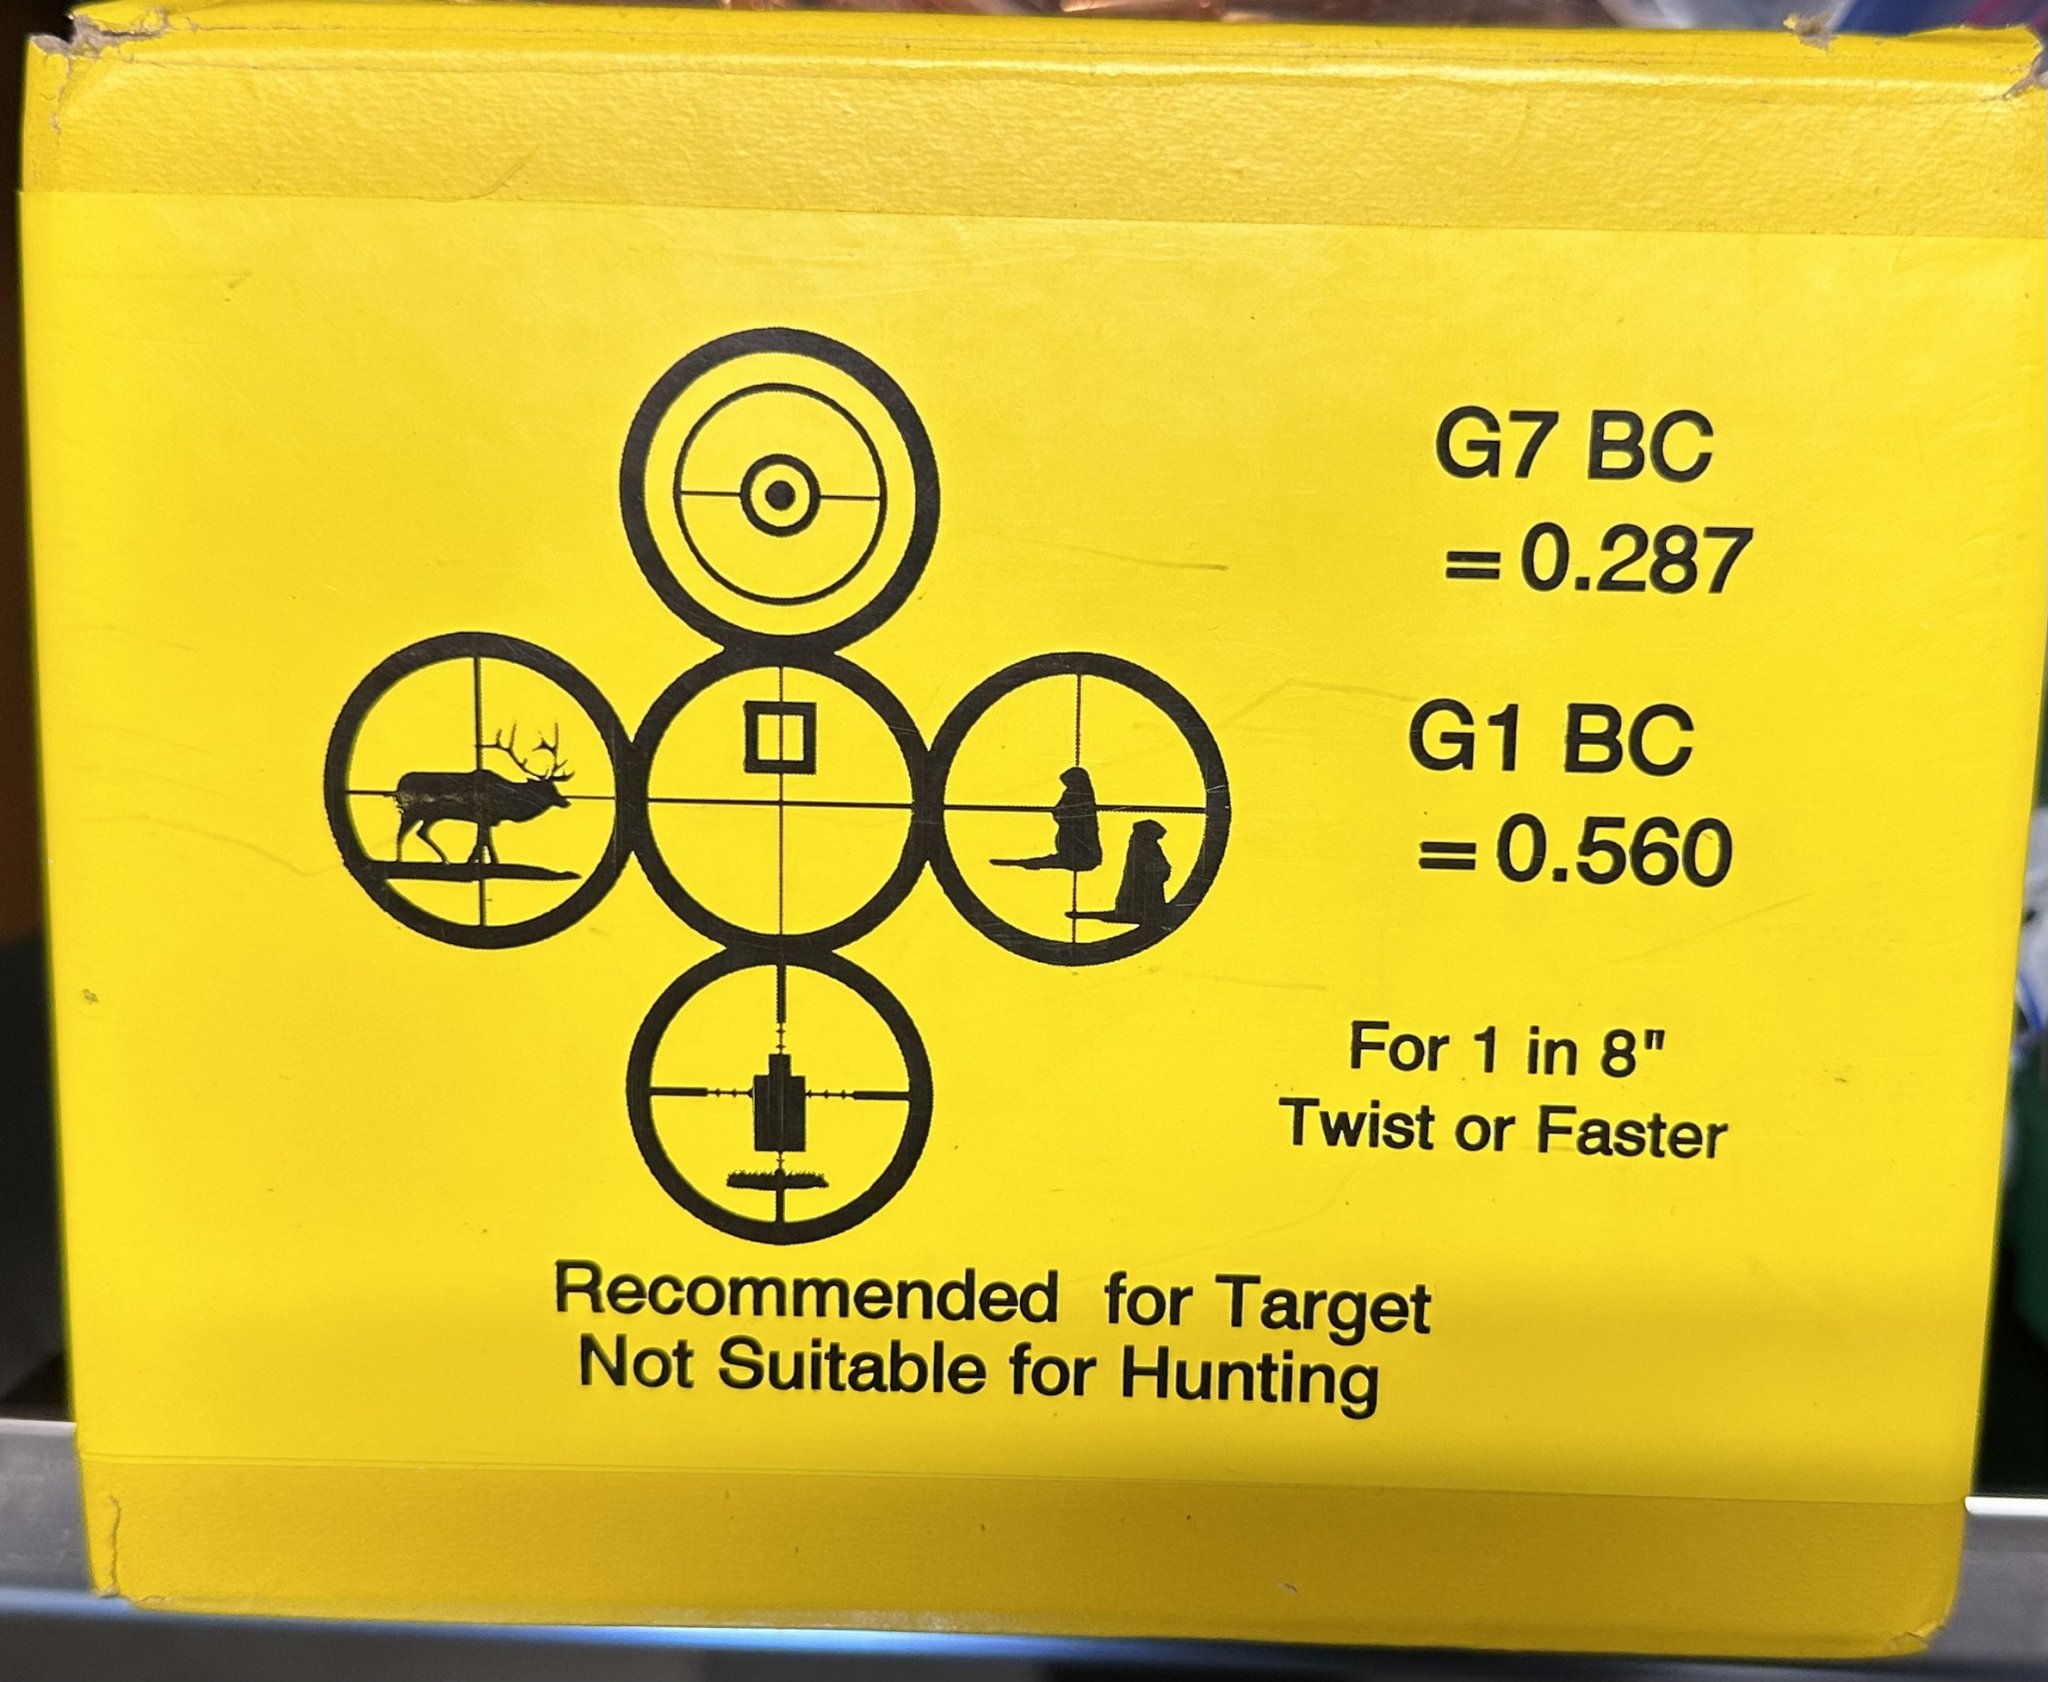 G7 BC
= 0.287
G1 BC
= 0.560
For 1 in 8"
Twist or Faster
Recommended for Target
Not Suitable for Hunting